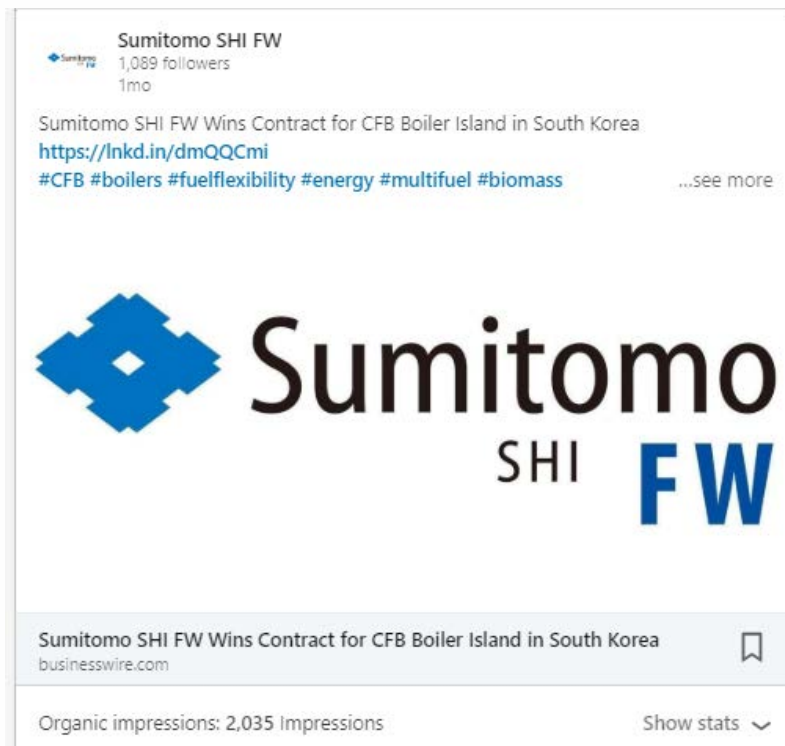 Sumitomo SHI FW
1,089 followers
1mo
Sumitomo SHI FW Wins Contract for CFB Boiler Island in South Korea
https://lnkd.in/dmQQCmi
#CFB #boilers #fuelflexibility #energy #multifuel #biomass ...see more
Sumitomo
SHI FW
Sumitomo SHI FW Wins Contract for CFB Boiler Island in South Korea
businesswire.com
Organic impressions: 2,035 Impressions Show stats